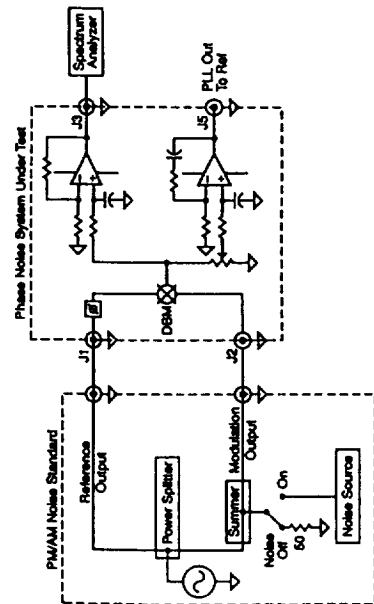 PM/AM Noise Standard
Reference
Output
Power Splitter
Summer
Modulation
Output
Noise
Off
On
50
Noise Source
Phase Noise System Under Test
J1
ø
DBM
J2
J3
Spectrum
Analyzer
J5
PLL Out
To Ref